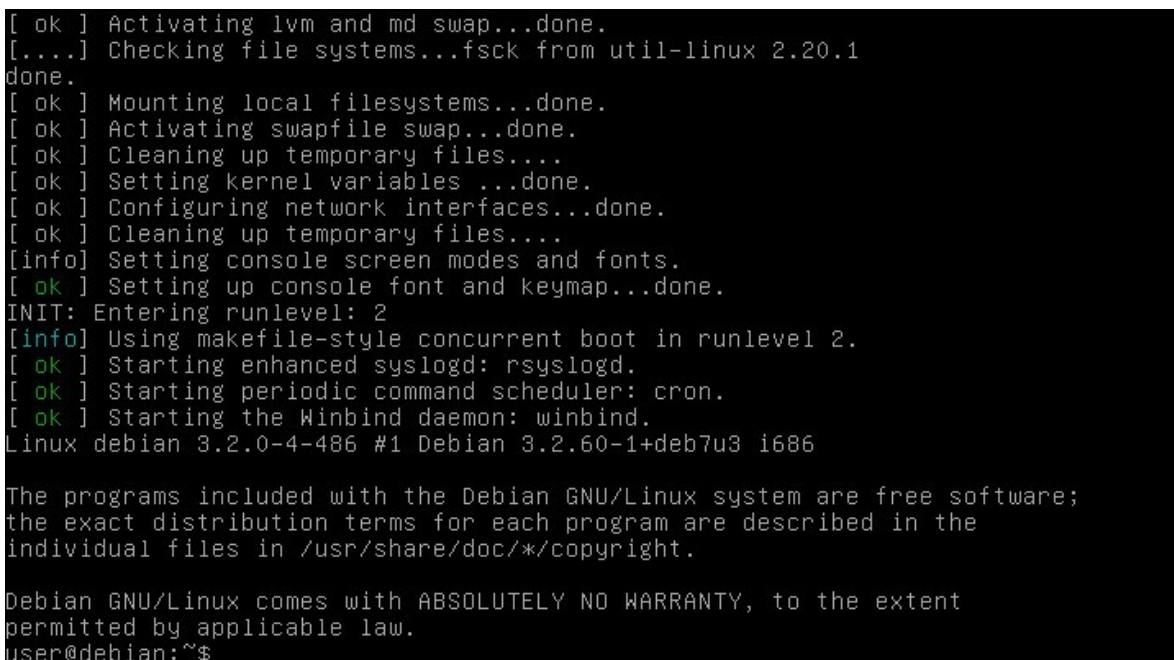 [ ok ] Activating lvm and md swap...done.
[....] Checking file systems...fsck from util-linux 2.20.1
done.
[ ok ] Mounting local filesystems...done.
[ ok ] Activating swapfile swap...done.
[ ok ] Cleaning up temporary files....
[ ok ] Setting kernel variables ...done.
[ ok ] Configuring network interfaces...done.
[ ok ] Cleaning up temporary files....
[info] Setting console screen modes and fonts.
[ ok ] Setting up console font and keymap...done.
INIT: Entering runlevel: 2
[info] Using makefile-style concurrent boot in runlevel 2.
[ ok ] Starting enhanced syslogd: rsyslogd.
[ ok ] Starting periodic command scheduler: cron.
[ ok ] Starting the Winbind daemon: winbind.
Linux debian 3.2.0-4-486 #1 Debian 3.2.60-1+deb7u3 i686
The programs included with the Debian GNU/Linux system are free software;
the exact distribution terms for each program are described in the
individual files in /usr/share/doc/*/copyright.
Debian GNU/Linux comes with ABSOLUTELY NO WARRANTY, to the extent
permitted by applicable law.
user@debian:~$